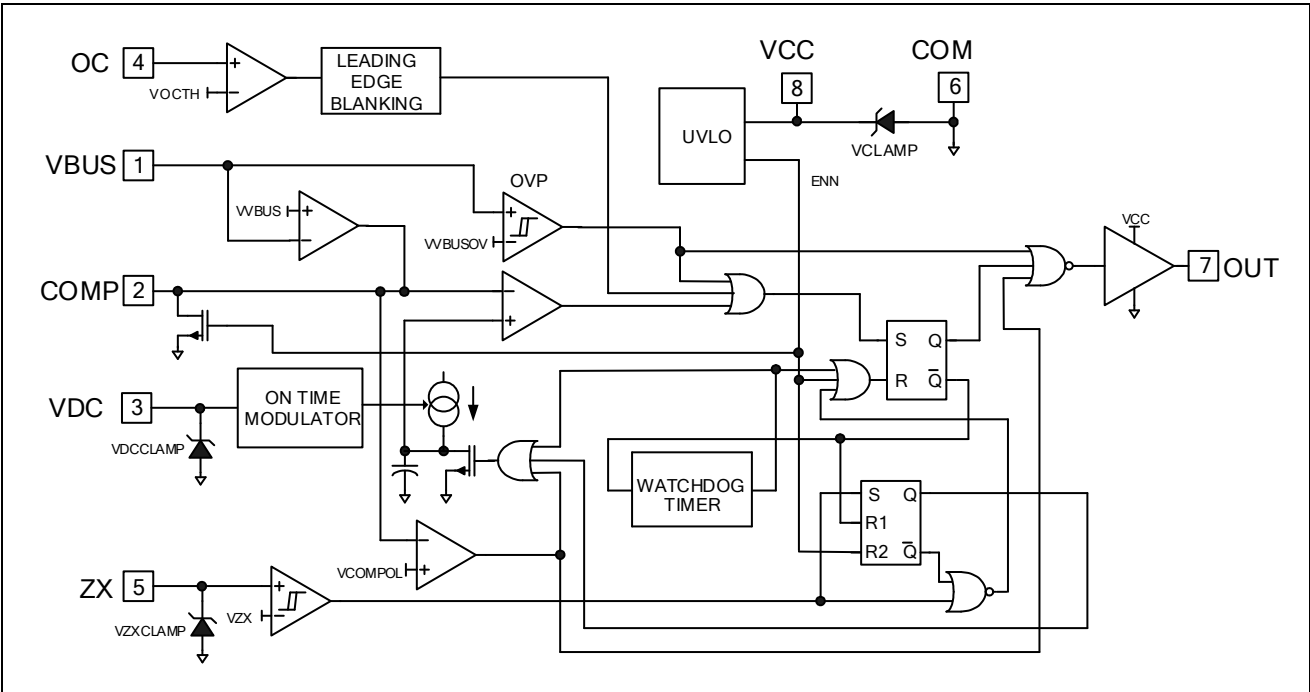 OC 4
VOCTH
+
−
LEADING
EDGE
BLANKING
VCC
8
COM
6
UVLO
VCLAMP
ENN
VBUS 1
VVBUS
+
−
OVP
+
VVBUSOV
−
VCC
7 OUT
COMP 2
−
+
S Q
R Q
VDC 3
VDCCLAMP
ON TIME
MODULATOR
WATCHDOG
TIMER
S Q
R1
R2 Q
−
VCOMPOL
+
ZX 5
VZXCLAMP
+
VZX
−